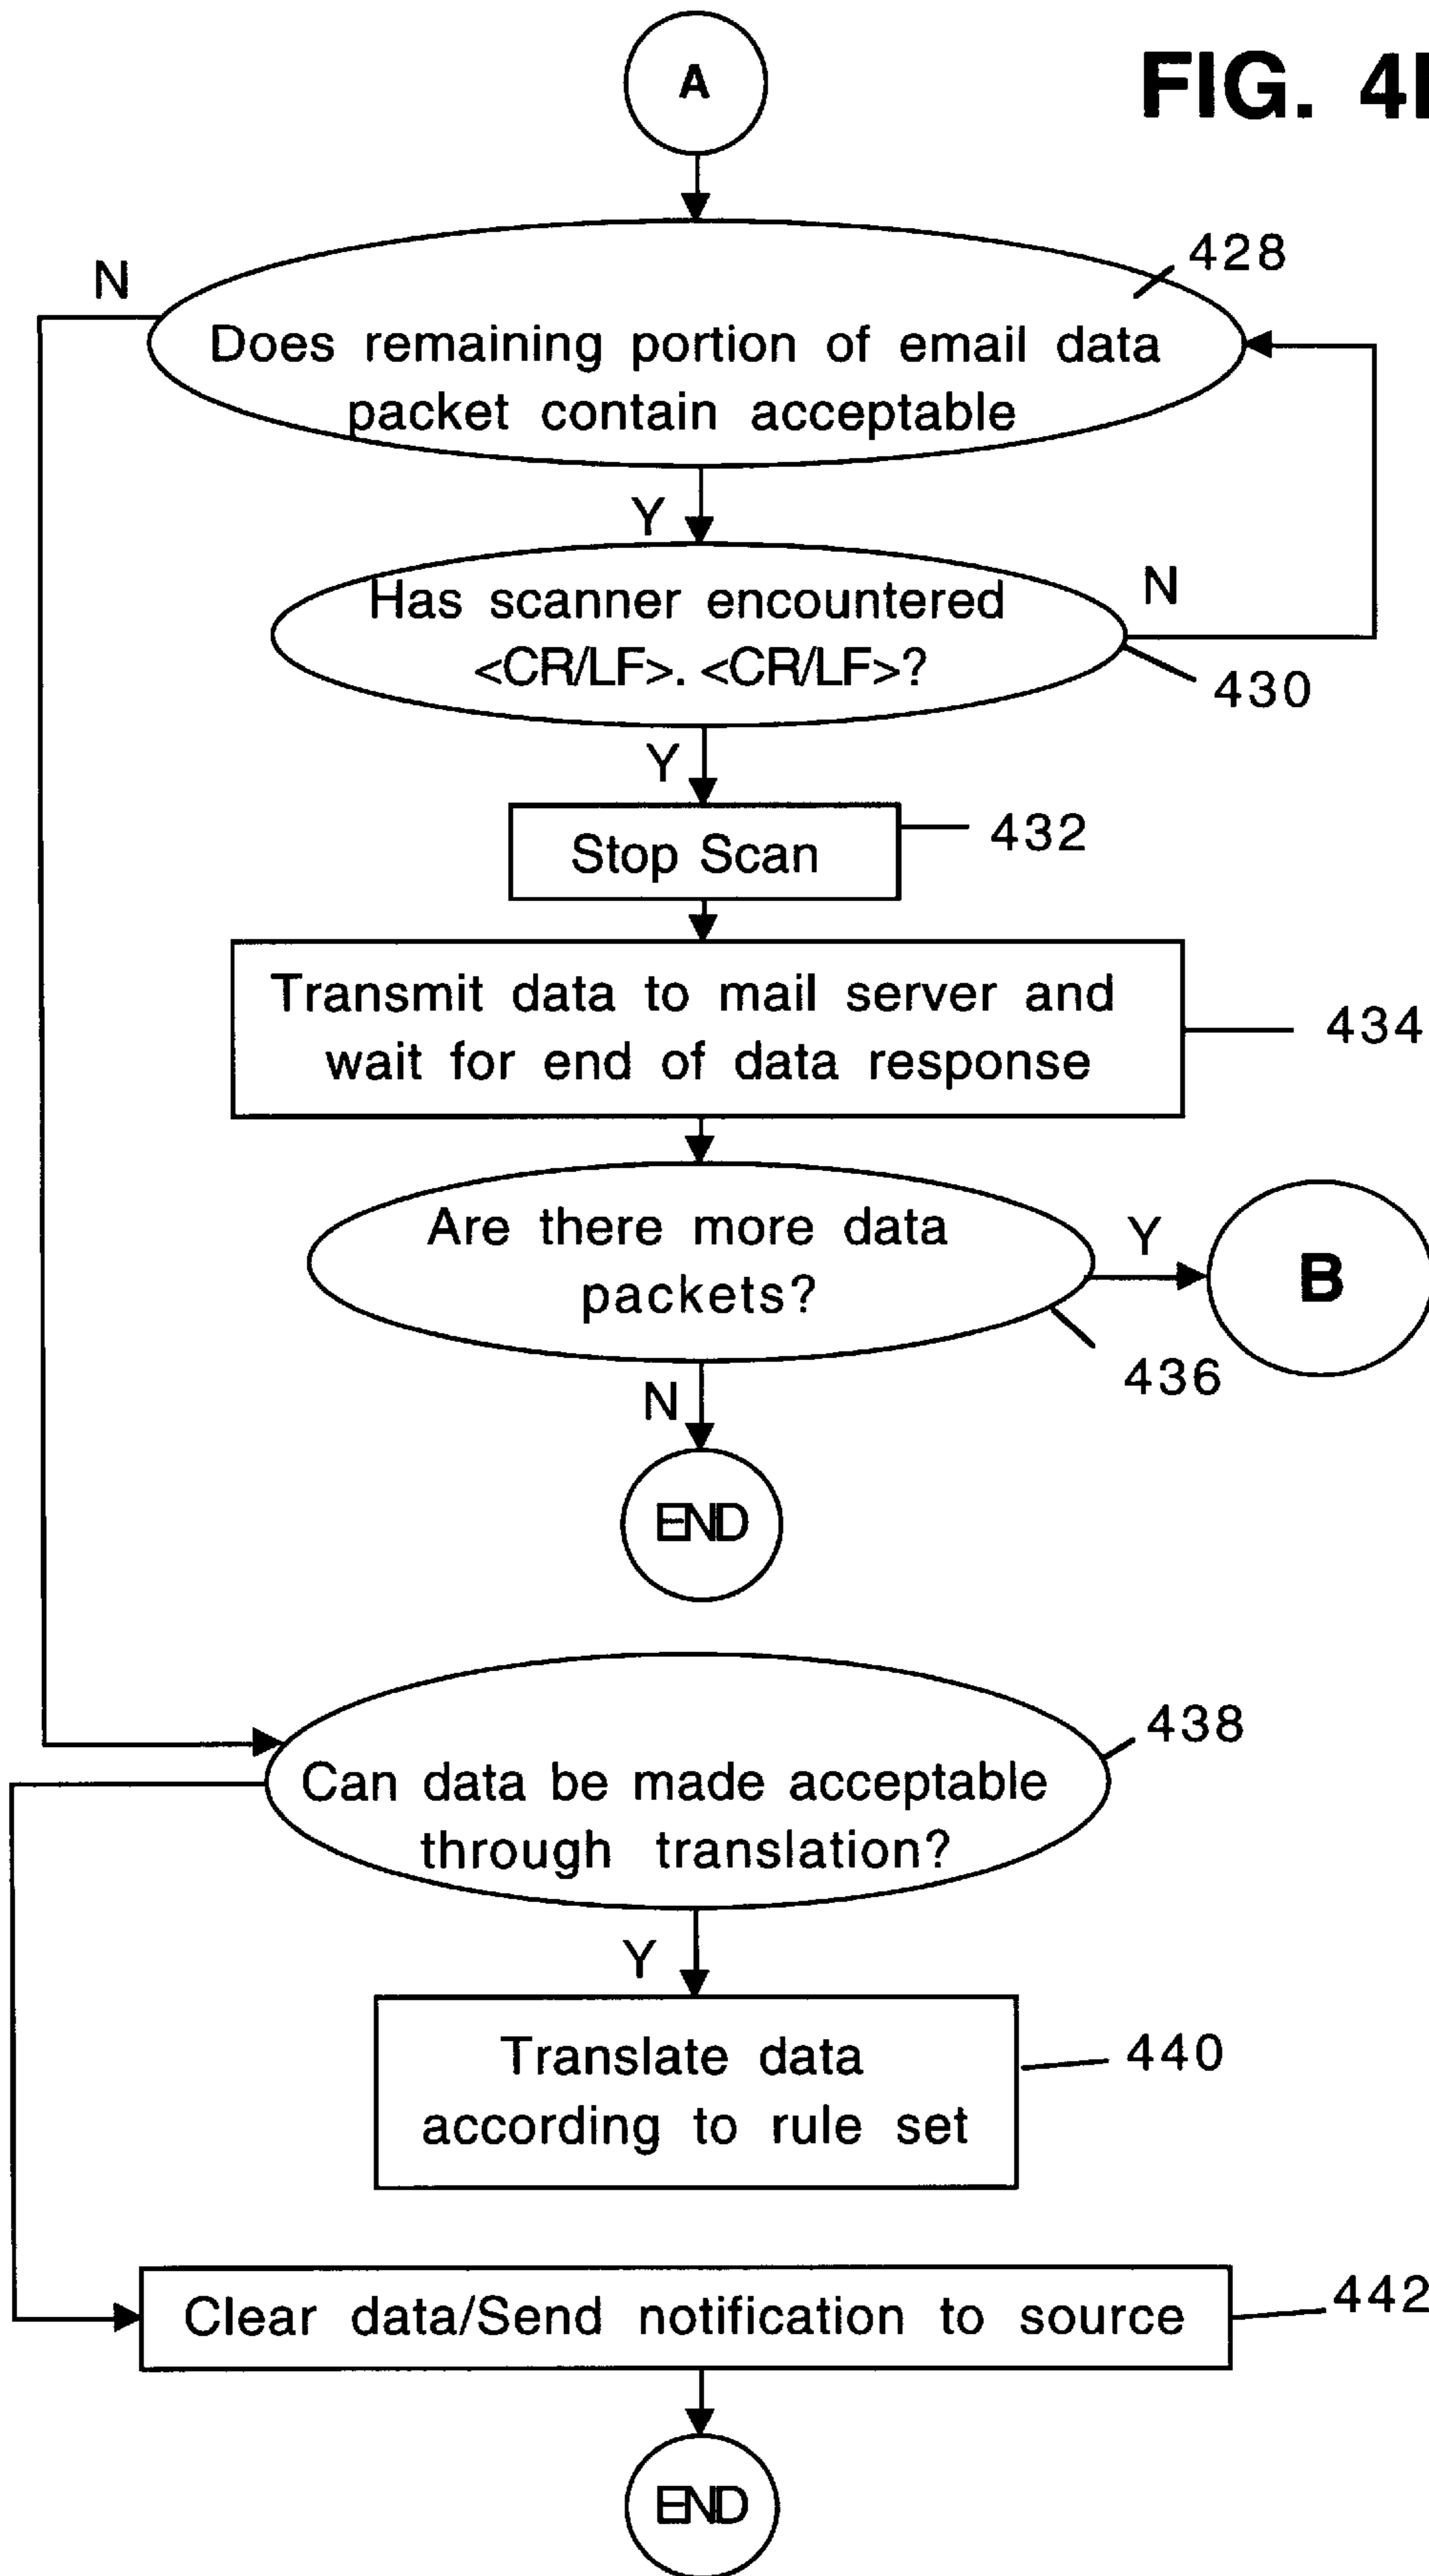 A
FIG. 4
N
428
Does remaining portion of email data
packet contain acceptable
Y
Has scanner encountered
<CR/LF>. <CR/LF>?
N
430
Y
Stop Scan
432
Transmit data to mail server and
wait for end of data response
434
Are there more data
packets?
Y
B
436
N
END
438
Can data be made acceptable
through translation?
Y
Translate data
according to rule set
440
Clear data/Send notification to source
442
END